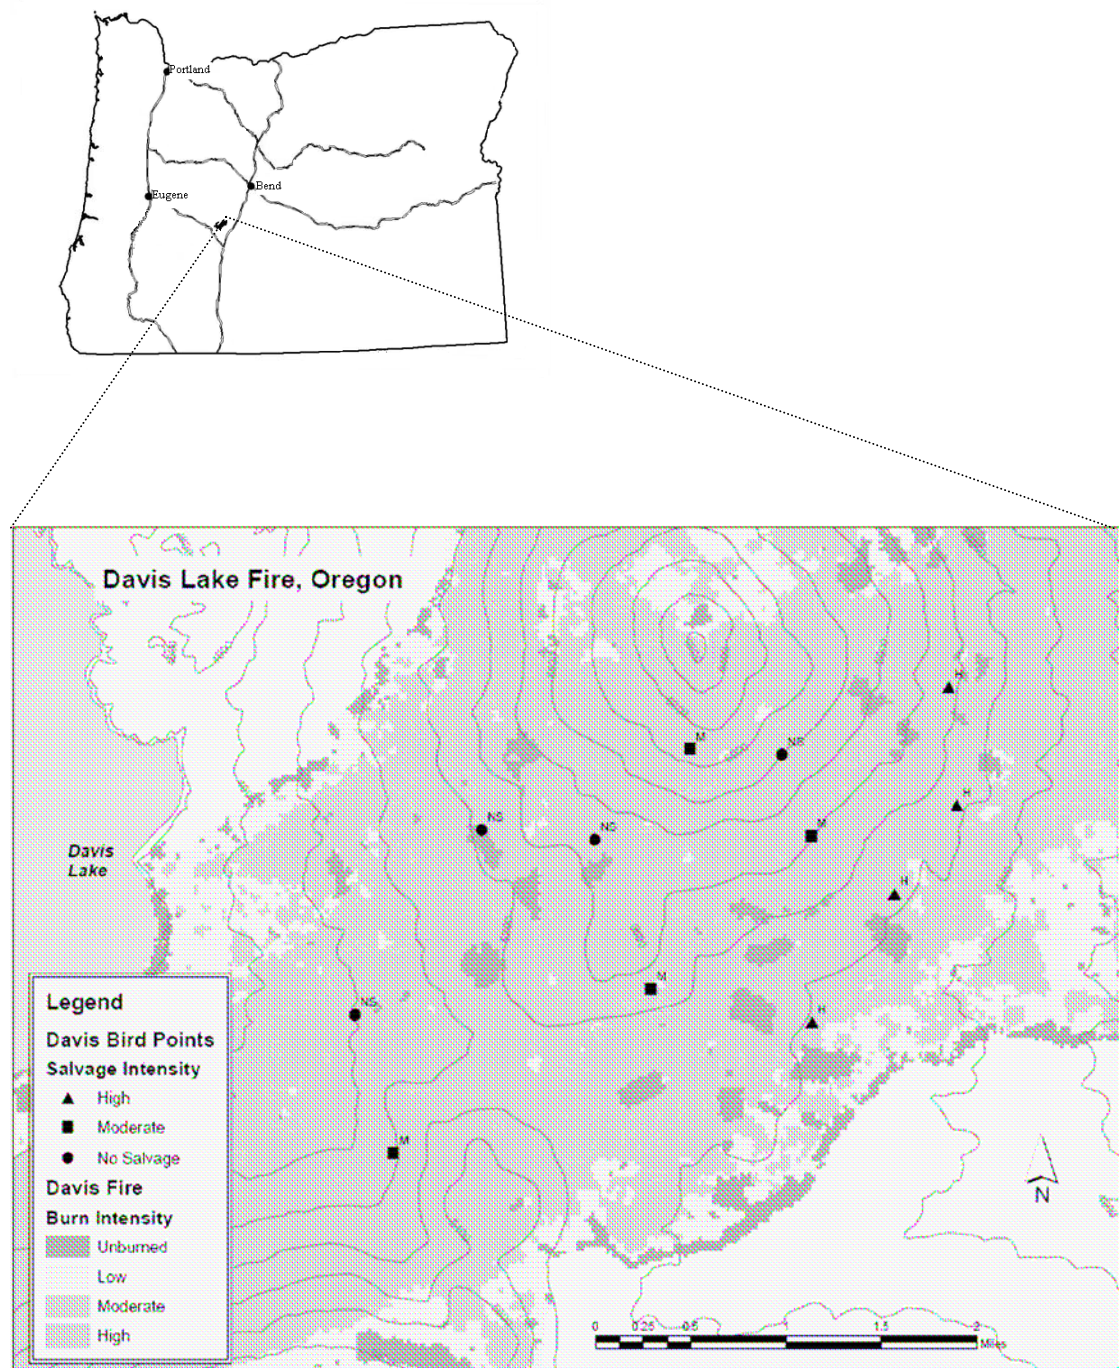 Portland
Bend
Eugene
Davis Lake Fire, Oregon
H
M
NS
H
NS
NS
M
H
Davis
Lake
M
NS
H
M
Legend
Davis Bird Points
Salvage Intensity
High
Moderate
No Salvage
Davis Fire
Burn Intensity
Unburned
Low
Moderate
High
N
0 0.25 0.5 1 1.5 2
Miles